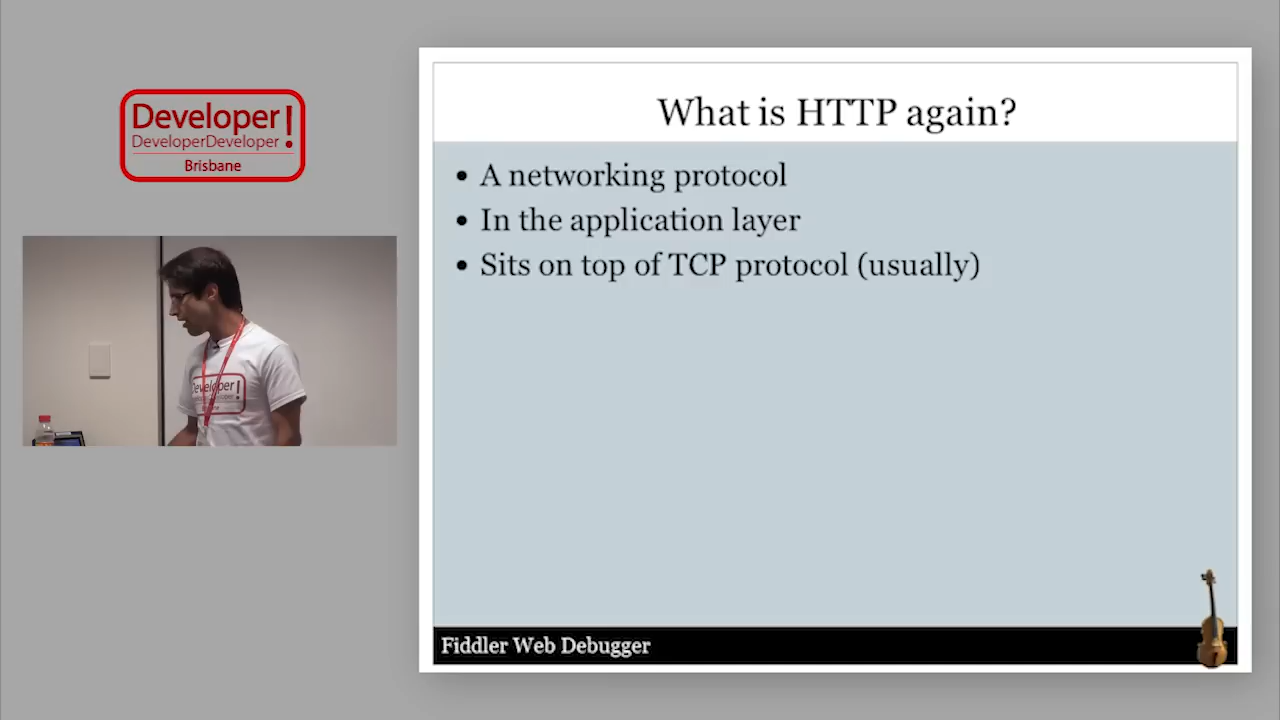 Developer!
DeveloperDeveloper
Brisbane
What is HTTP again?
• A networking protocol
• In the application layer
• Sits on top of TCP protocol (usually)
Developer!
Fiddler Web Debugger